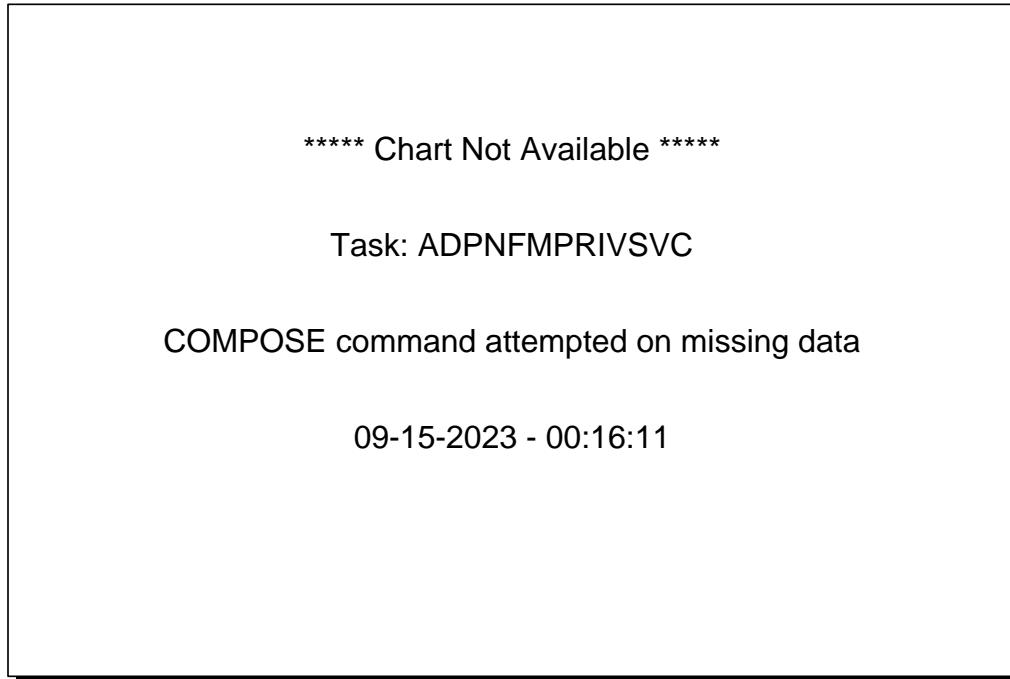 ***** Chart Not Available *****
Task: ADPNFMPRIVSVC
COMPOSE command attempted on missing data
09-15-2023 - 00:16:11